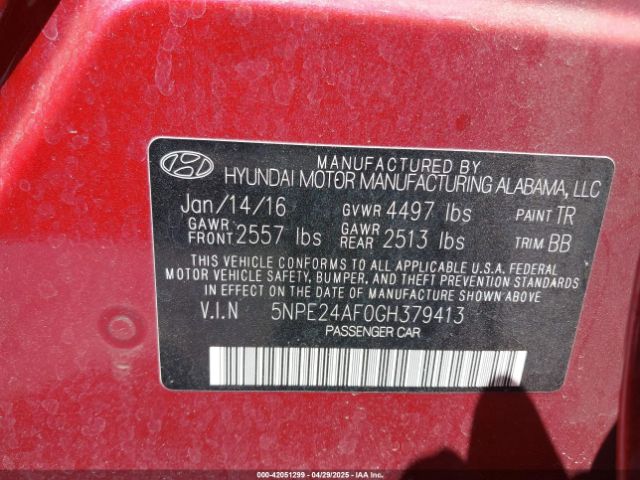 MANUFACTURED BY
HYUNDAI MOTOR MANUFACTURING ALABAMA, LLC
Jan/14/16 GVWR 4497 lbs PAINT TR
GAWR FRONT 2557 lbs GAWR REAR 2513 lbs TRIM BB
THIS VEHICLE CONFORMS TO ALL APPLICABLE U.S.A. FEDERAL
MOTOR VEHICLE SAFETY, BUMPER, AND THEFT PREVENTION STANDARDS
IN EFFECT ON THE DATE OF MANUFACTURE SHOWN ABOVE.
V.I.N 5NPE24AF0GH379413
PASSENGER CAR
00-42051299 • 04/29/2025 • COPYRIGHT IAA